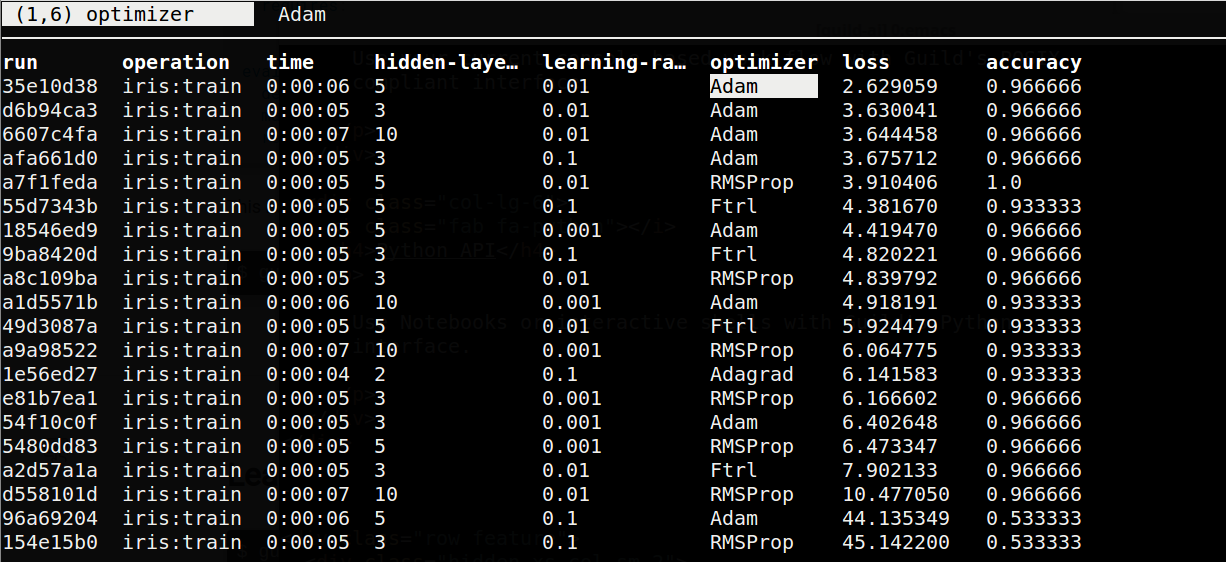 (1,6) optimizer Adam
run operation time hidden-laye… learning-ra… optimizer loss accuracy
35e10d38 iris:train 0:00:06 5 0.01 Adam 2.629059 0.966666
d6b94ca3 iris:train 0:00:05 3 0.01 Adam 3.630041 0.966666
6607c4fa iris:train 0:00:07 10 0.01 Adam 3.644458 0.966666
afa661d0 iris:train 0:00:05 3 0.1 Adam 3.675712 0.966666
a7f1feda iris:train 0:00:05 5 0.01 RMSProp 3.910406 1.0
55d7343b iris:train 0:00:05 5 0.1 Ftrl 4.381670 0.933333
18546ed9 iris:train 0:00:05 5 0.001 Adam 4.419470 0.966666
9ba8420d iris:train 0:00:05 3 0.1 Ftrl 4.820221 0.966666
a8c109ba iris:train 0:00:05 3 0.01 RMSProp 4.839792 0.966666
a1d5571b iris:train 0:00:06 10 0.001 Adam 4.918191 0.933333
49d3087a iris:train 0:00:05 5 0.01 Ftrl 5.924479 0.933333
a9a98522 iris:train 0:00:07 10 0.001 RMSProp 6.064775 0.933333
1e56ed27 iris:train 0:00:04 2 0.1 Adagrad 6.141583 0.933333
e81b7ea1 iris:train 0:00:05 3 0.001 RMSProp 6.166602 0.966666
54f10c0f iris:train 0:00:05 3 0.001 Adam 6.402648 0.966666
5480dd83 iris:train 0:00:05 5 0.001 RMSProp 6.473347 0.966666
a2d57a1a iris:train 0:00:05 3 0.01 Ftrl 7.902133 0.966666
d558101d iris:train 0:00:07 10 0.01 RMSProp 10.477050 0.966666
96a69204 iris:train 0:00:06 5 0.1 Adam 44.135349 0.533333
154e15b0 iris:train 0:00:05 3 0.1 RMSProp 45.142200 0.533333